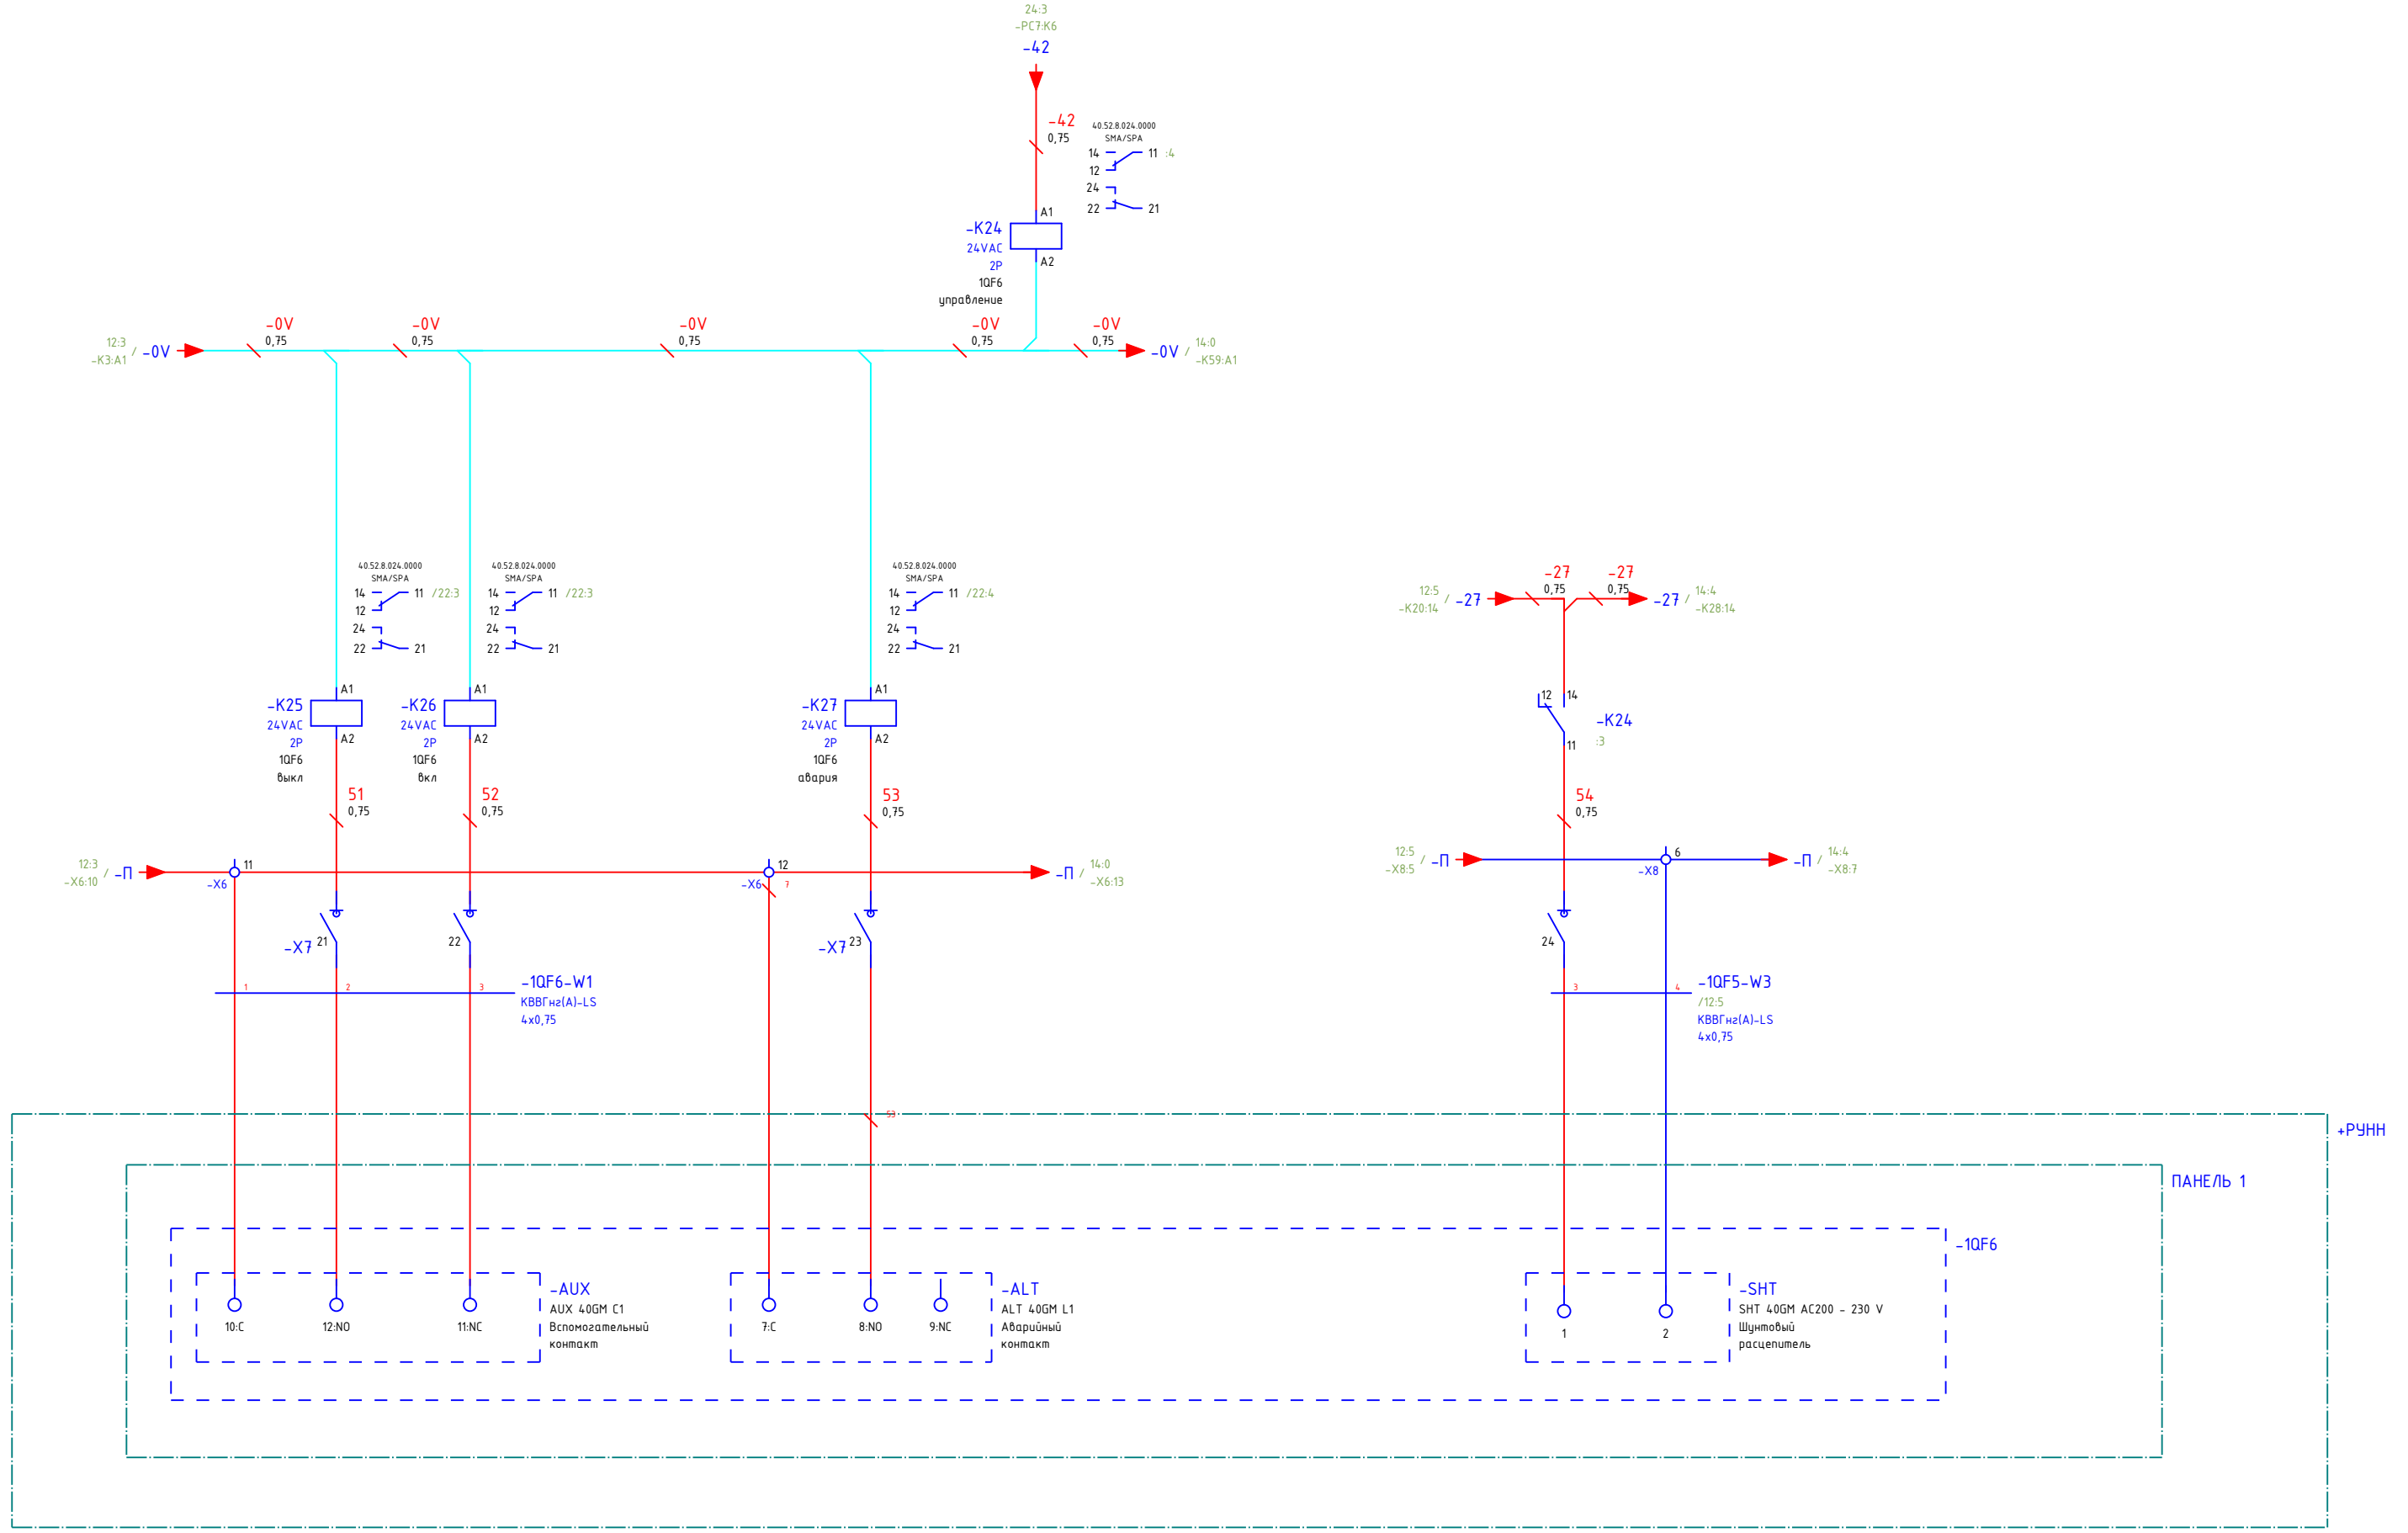 24:3
-PC7:K6
-42
-42
0,75
40.52.8.024.0000
SMA/SPA
14
11 :4
12
24
22
21
A1
-K24
24VAC
2P
1QF6
управление
A2
12:3
-K3:A1
/ -0V
-0V
0,75
-0V
0,75
-0V
0,75
-0V
0,75
-0V
0,75
-0V /
14:0
-K59:A1
40.52.8.024.0000
SMA/SPA
14
11 /22:3
12
24
22
21
40.52.8.024.0000
SMA/SPA
14
11 /22:3
12
24
22
21
40.52.8.024.0000
SMA/SPA
14
11 /22:4
12
24
22
21
12:5
-K20:14
/ -27
-27
0,75
-27
0,75
-27 /
14:4
-K28:14
A1
-K25
24VAC
2P
1QF6
выкл
A2
A1
-K26
24VAC
2P
1QF6
вкл
A2
A1
-K27
24VAC
2P
1QF6
авария
A2
12
14
-K24
:3
11
51
0,75
52
0,75
53
0,75
54
0,75
12:3
-X6:10
/ -П
11
-X6
12
-X6
7
-П /
14:0
-X6:13
12:5
-X8:5
/ -П
6
-X8
-П /
14:4
-X8:7
-X7
21
22
-X7
23
24
1
2
3
-1QF6-W1
КВВГнг(А)-LS
4x0,75
3
4
-1QF5-W3
/12:5
КВВГнг(А)-LS
4x0,75
53
+РУНН
ПАНЕЛЬ 1
-1QF6
10:C
12:NO
11:NC
-AUX
AUX 40GM C1
Вспомогательный
контакт
7:C
8:NO
9:NC
-ALT
ALT 40GM L1
Аварийный
контакт
1
2
-SHT
SHT 40GM AC200 - 230 V
Шунтовый
расцепитель